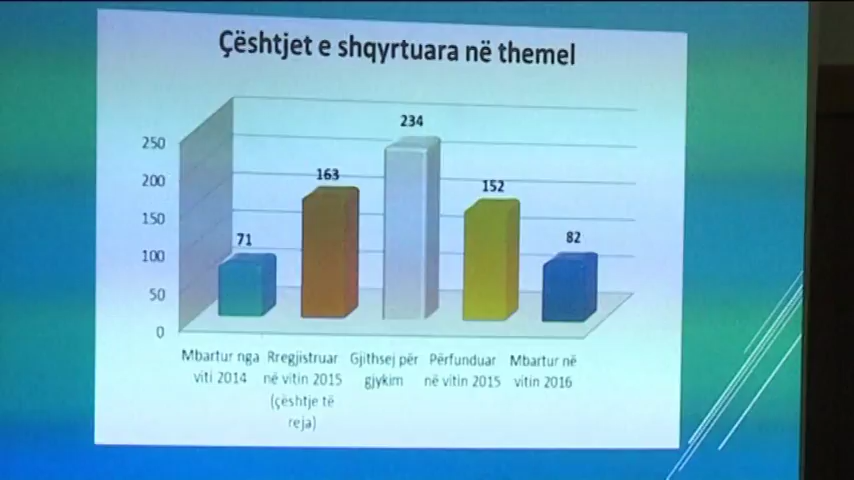 Çështjet e shqyrtuara në themel
250
200
150
100
50
0
71
163
234
152
82
Mbartur nga
viti 2014
Rregjistruar
në vitin 2015
(çështje të
reja)
Gjithsej për
gjykim
Përfunduar
në vitin 2015
Mbartur në
vitin 2016